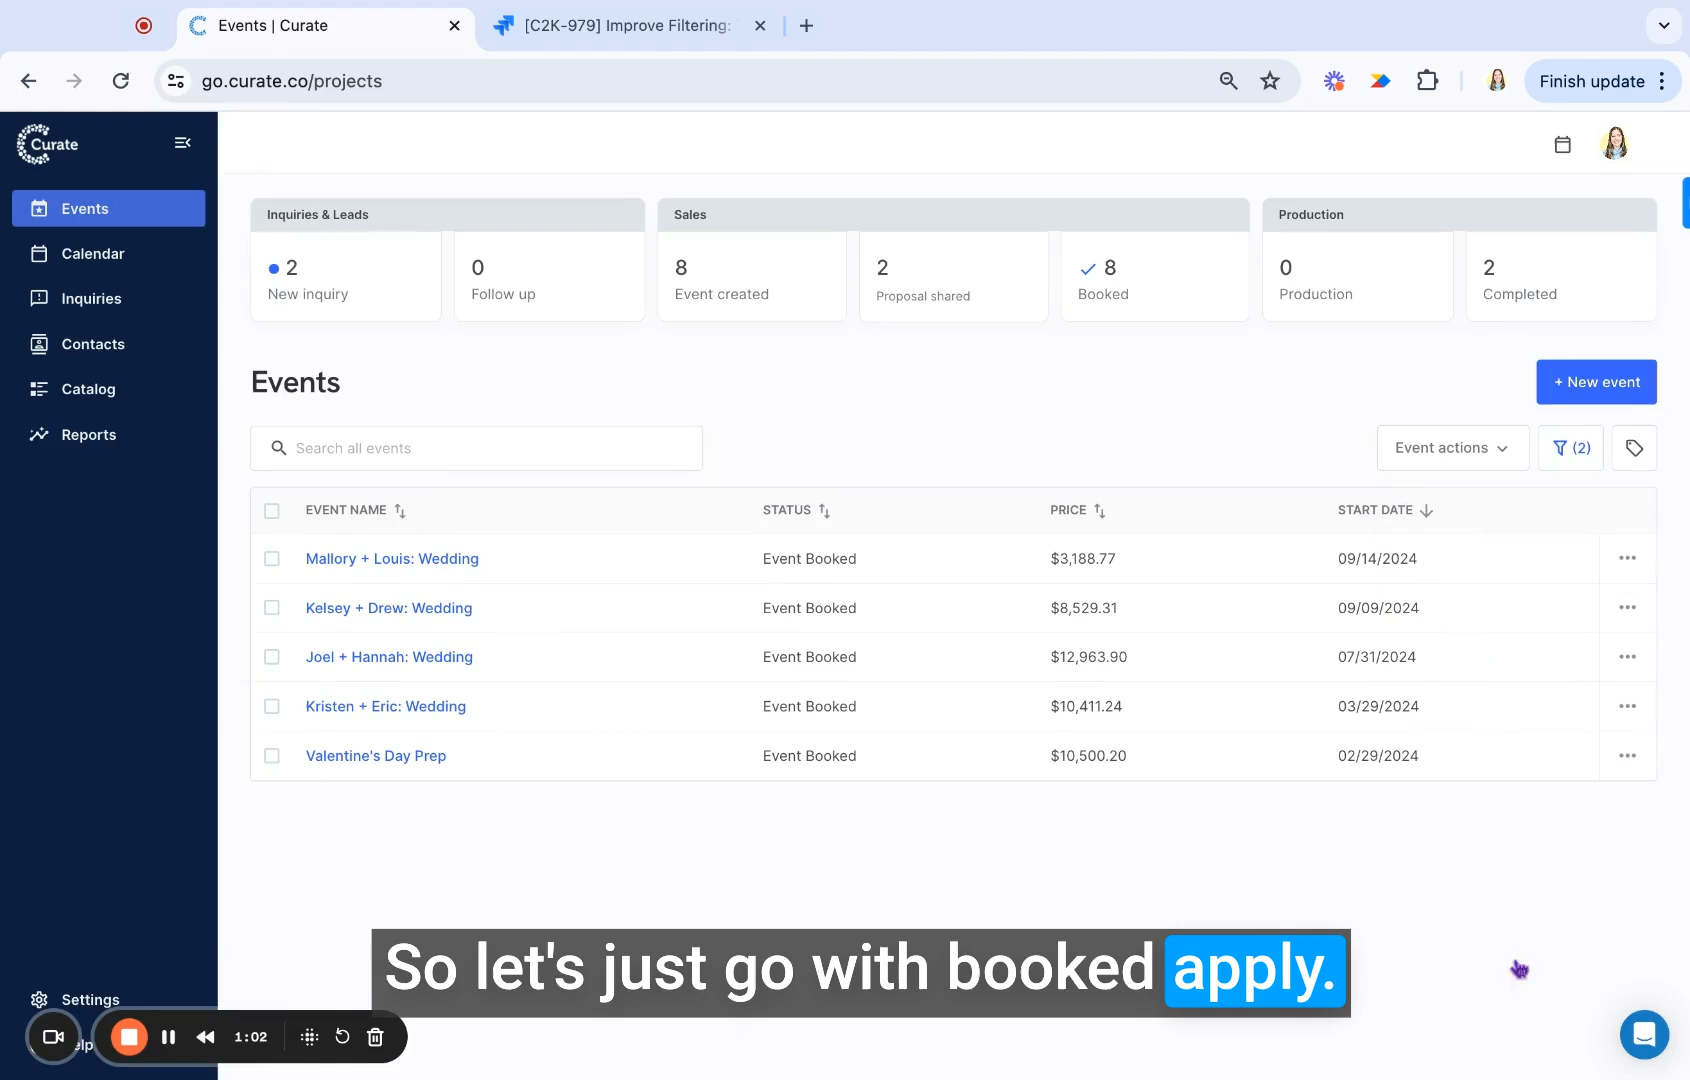 Events | Curate
[C2K-979] Improve Filtering:
go.curate.co/projects
Finish update
Curate
Events
Calendar
Inquiries
Contacts
Catalog
Reports
Settings
Inquiries & Leads
Sales
Production
2
New inquiry
0
Follow up
8
Event created
2
Proposal shared
8
Booked
0
Production
2
Completed
Events
+ New event
Search all events
Event actions
(2)
EVENT NAME STATUS PRICE START DATE
Mallory + Louis: Wedding Event Booked $3,188.77 09/14/2024
Kelsey + Drew: Wedding Event Booked $8,529.31 09/09/2024
Joel + Hannah: Wedding Event Booked $12,963.90 07/31/2024
Kristen + Eric: Wedding Event Booked $10,411.24 03/29/2024
Valentine's Day Prep Event Booked $10,500.20 02/29/2024
So let's just go with booked apply.
1:02